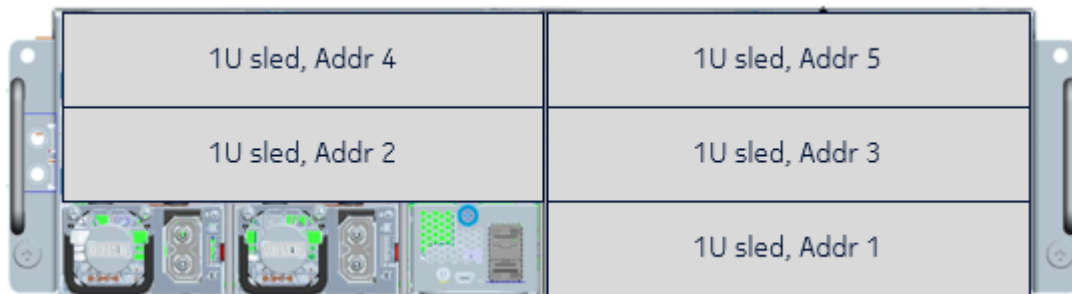 1U sled, Addr 4
1U sled, Addr 5
1U sled, Addr 2
1U sled, Addr 3
1U sled, Addr 1